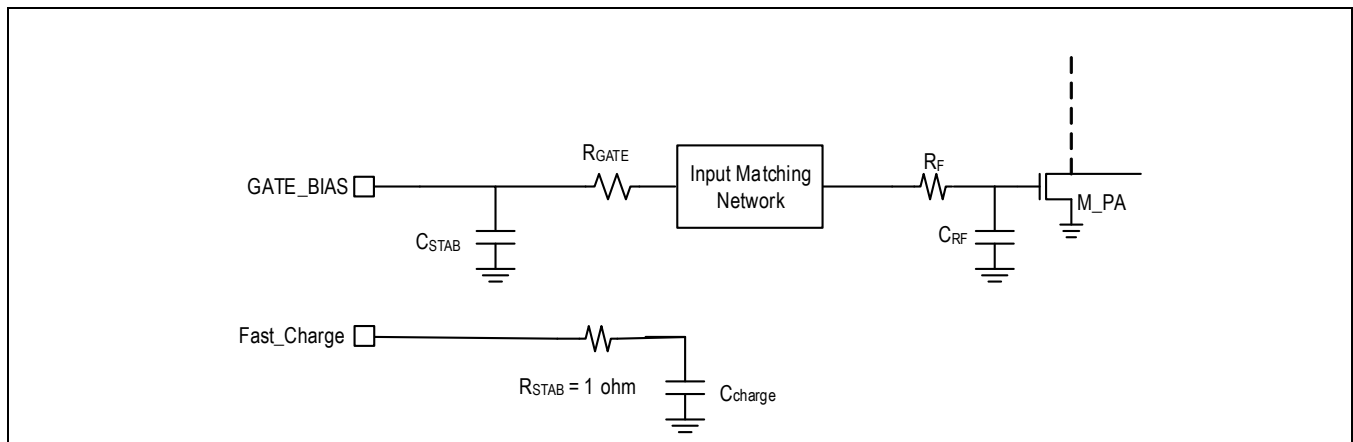 RGATE
GATE_BIAS
Input Matching
Network
RF
M_PA
CSTAB
CRF
Fast_Charge
RSTAB = 1 ohm
Ccharge